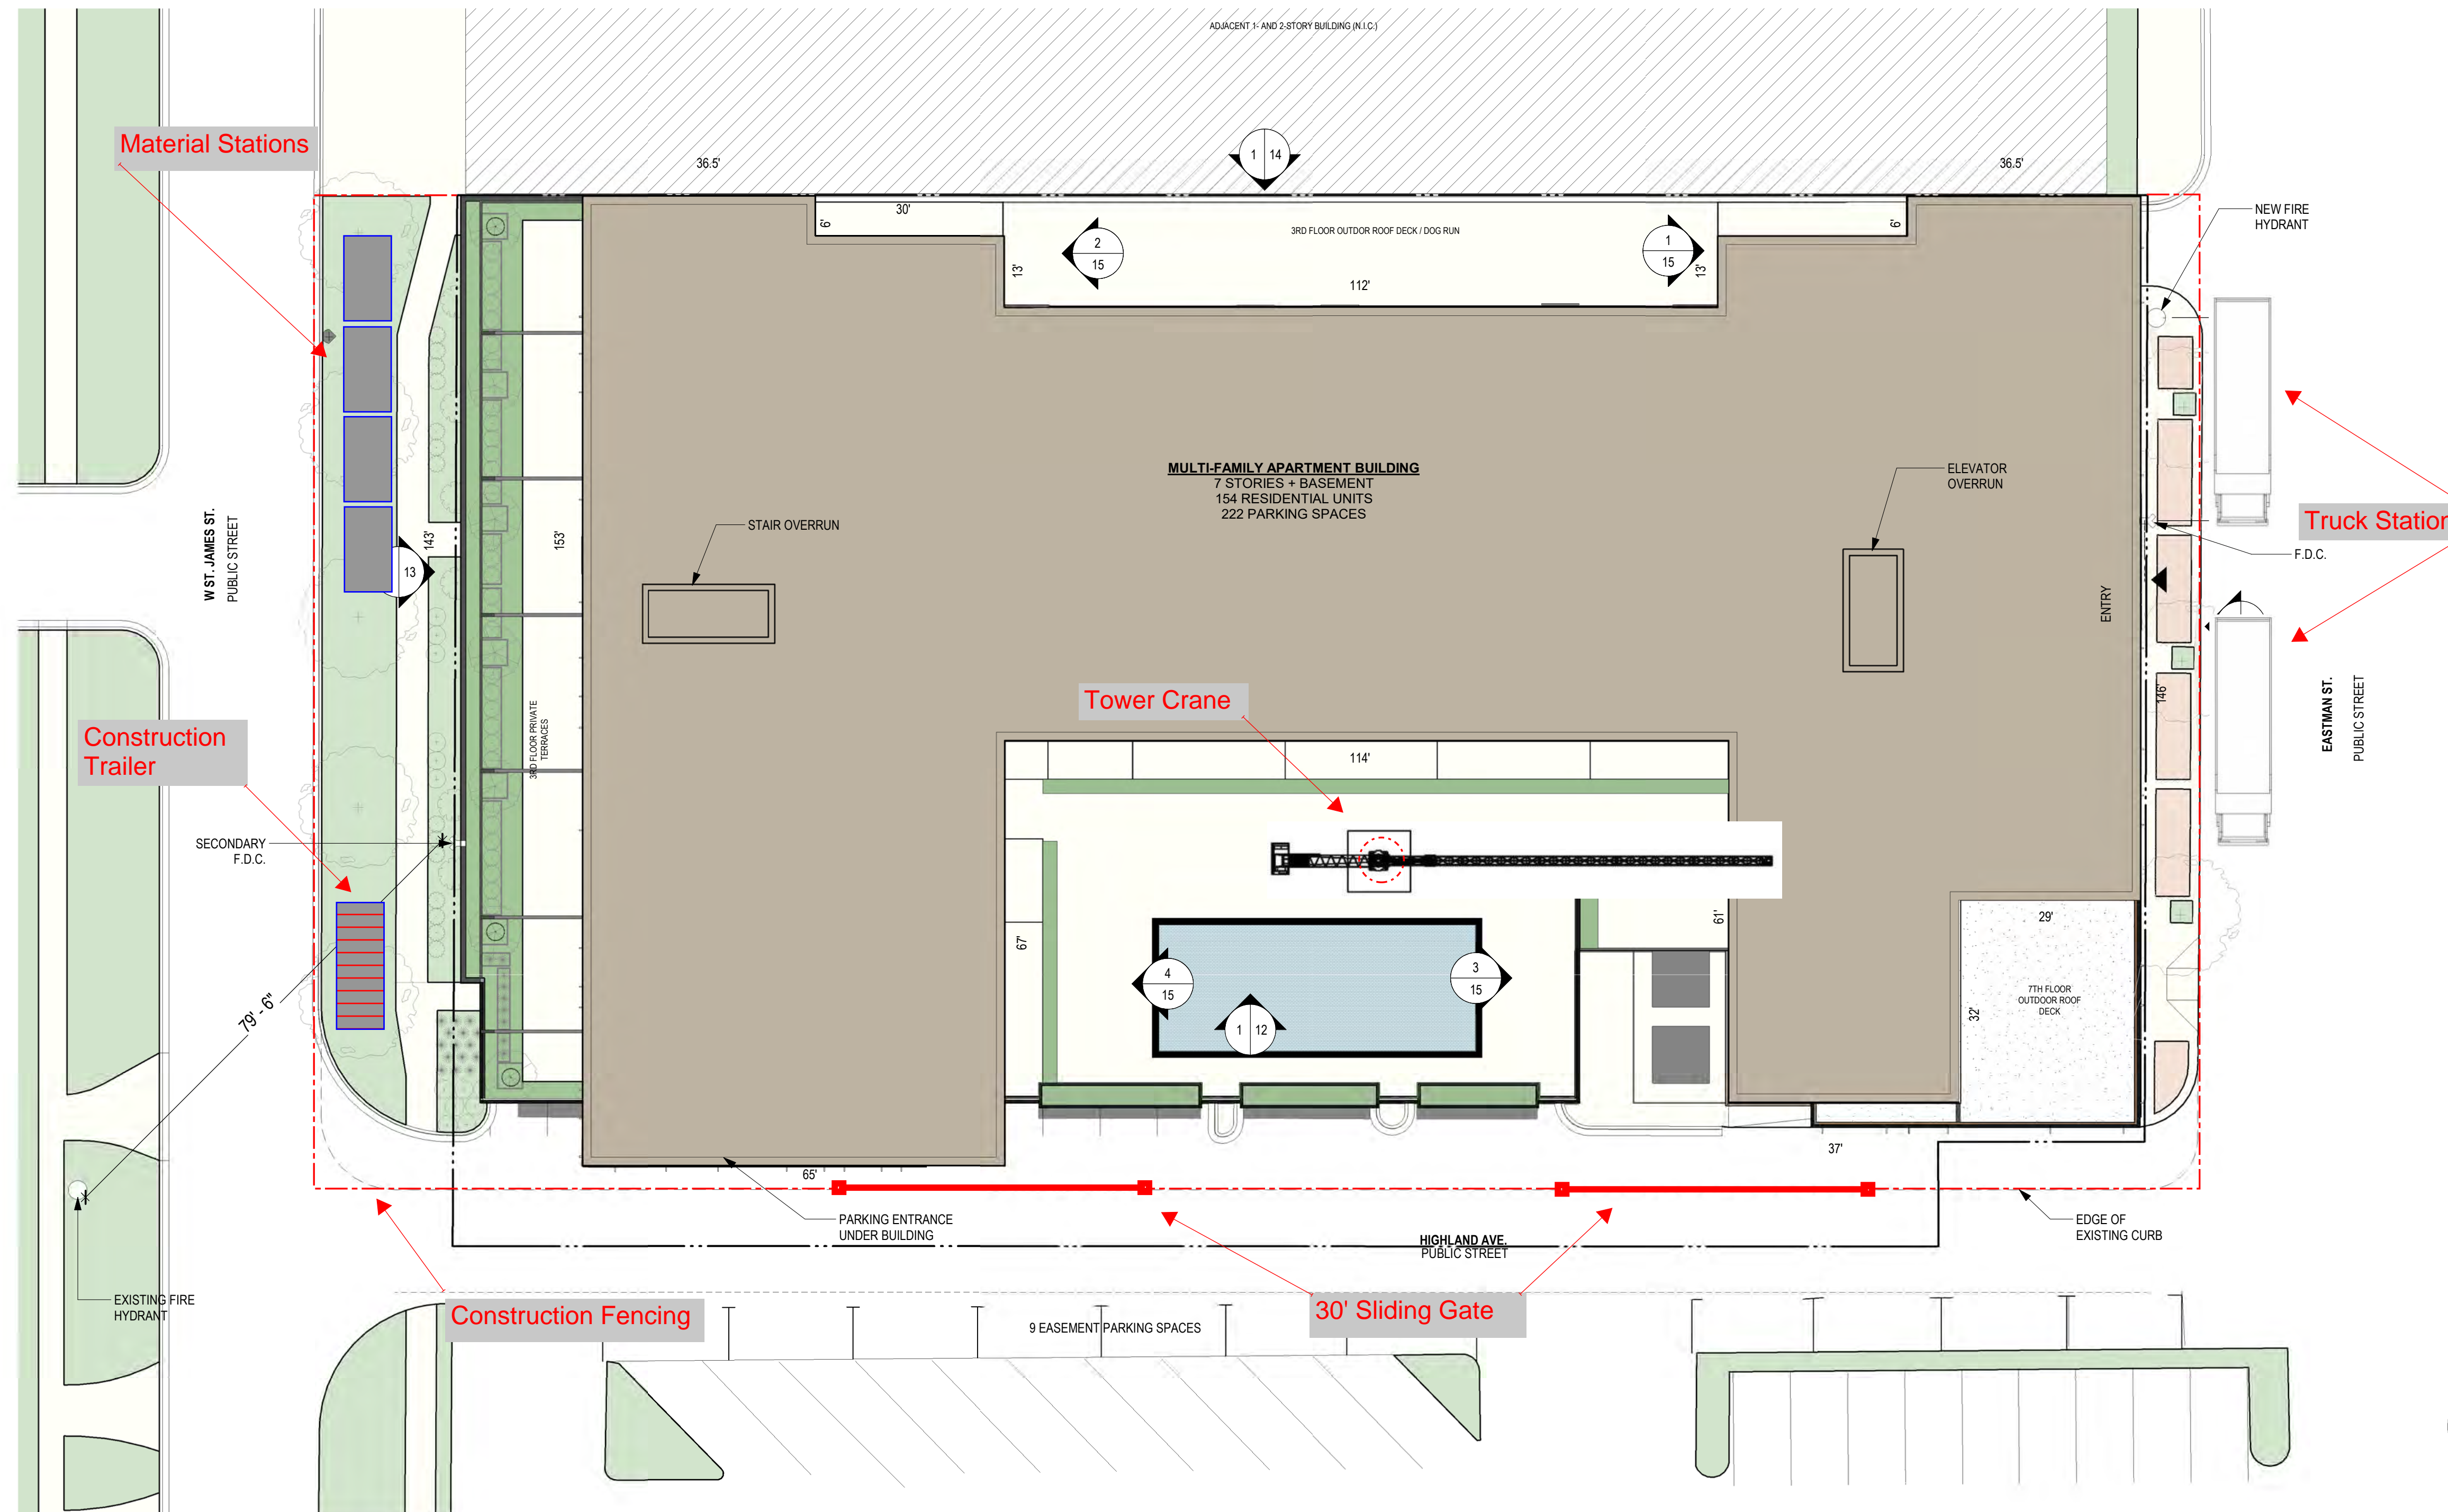 ADJACENT 1- AND 2-STORY BUILDING (N.I.C.)
Material Stations
36.5'
1 14
36.5'
30'
6'
3RD FLOOR OUTDOR ROOF DECK / DOG RUN
6'
2
15
1
15
13'
13'
112'
NEW FIRE
HYDRANT
MULTI-FAMILY APARTMENT BUILDING
7 STORIES + BASEMENT
154 RESIDENTIAL UNITS
222 PARKING SPACES
ELEVATOR
OVERRUN
STAIR OVERRUN
Truck Station
F.D.C.
W ST. JAMES ST.
PUBLIC STREET
143'
13
153'
ENTRY
146'
EASTMAN ST.
PUBLIC STREET
Tower Crane
3RD FLOOR PRIVATE
TERRACES
Construction
Trailer
114'
SECONDARY
F.D.C.
67'
61'
29'
4
15
3
15
1 12
7TH FLOOR
OUTDOOR ROOF
DECK
32'
79' - 6"
37'
65'
PARKING ENTRANCE
UNDER BUILDING
HIGHLAND AVE.
PUBLIC STREET
EDGE OF
EXISTING CURB
EXISTING FIRE
HYDRANT
Construction Fencing
30' Sliding Gate
9 EASEMENT PARKING SPACES